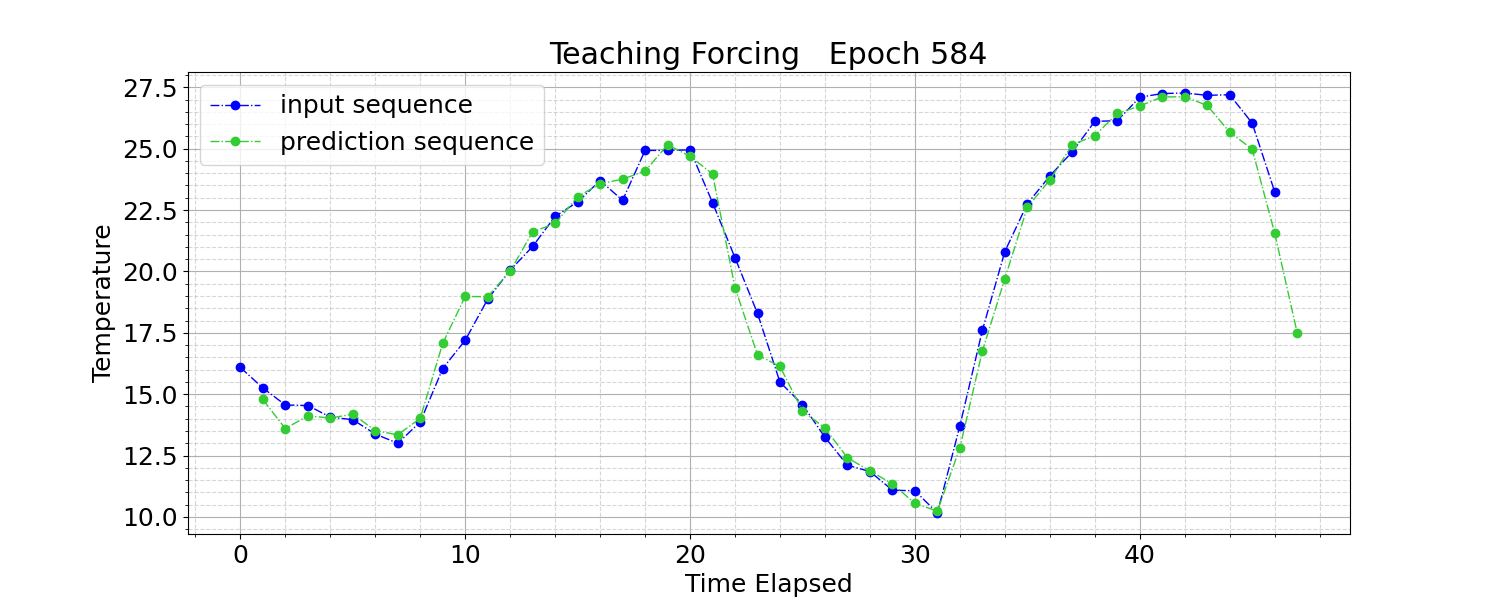 Teaching Forcing   Epoch 584
27.5
25.0
22.5
20.0
17.5
15.0
12.5
10.0
Temperature
input sequence
prediction sequence
0 10 20 30 40
Time Elapsed